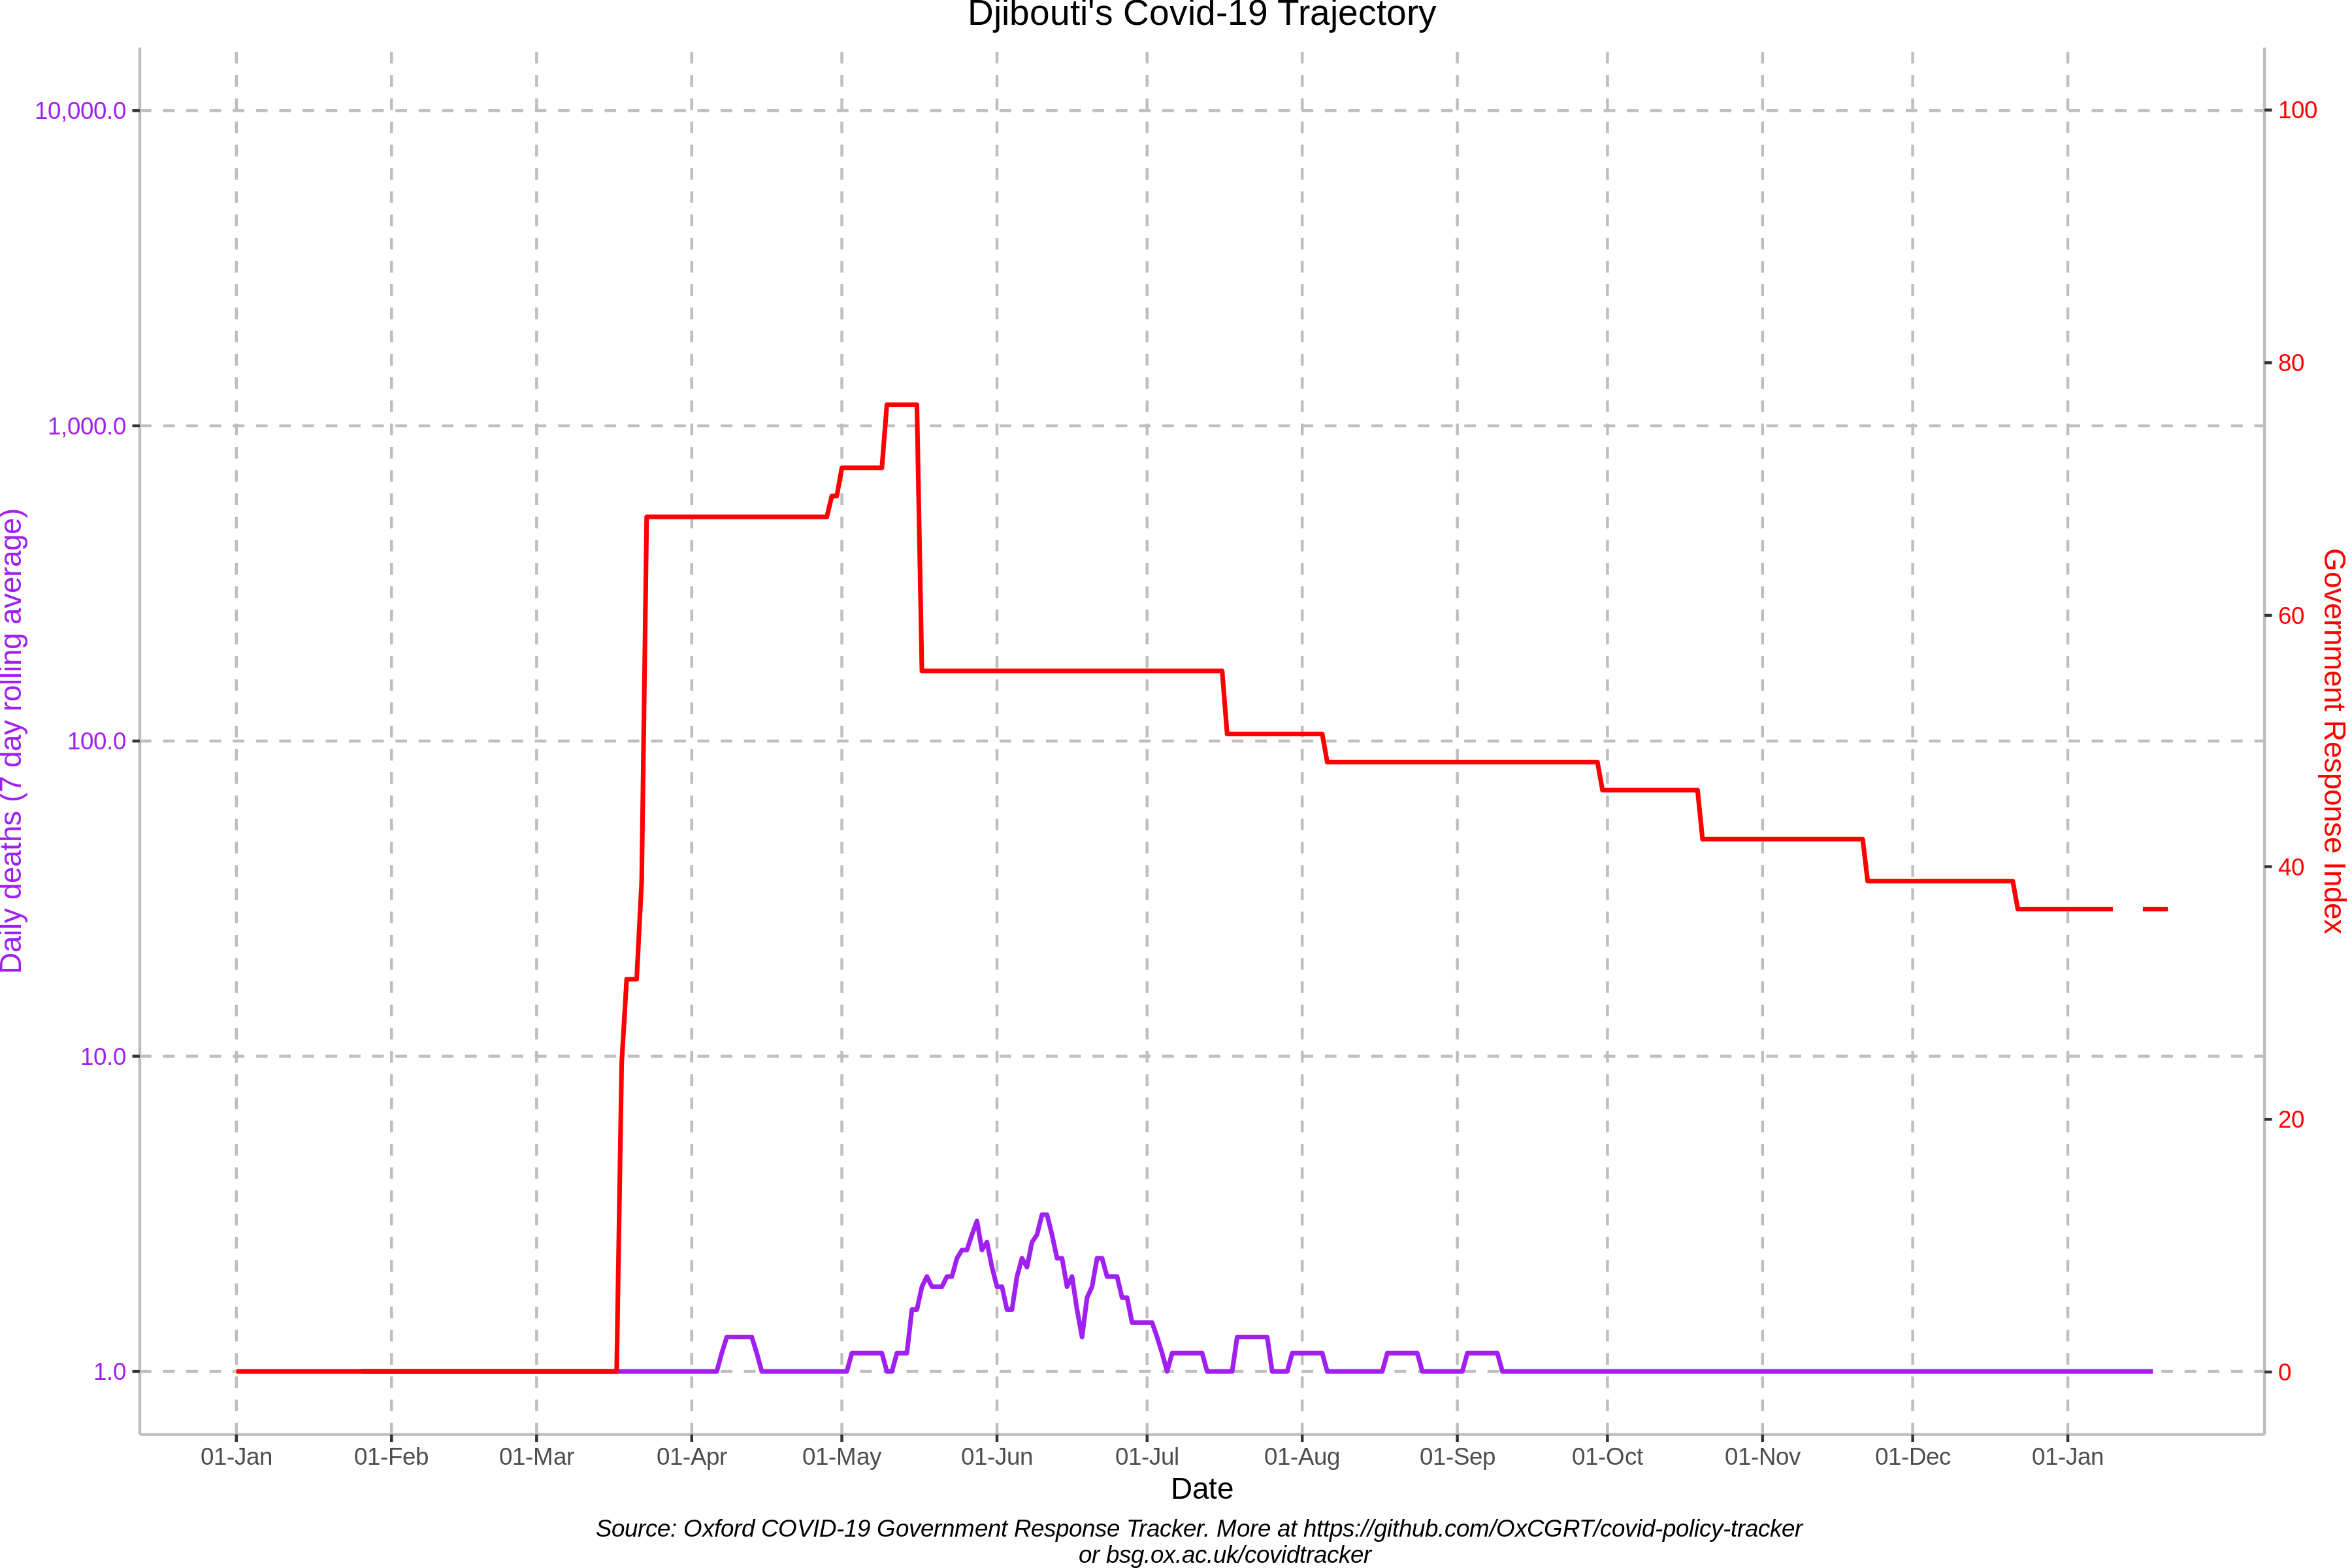 Djibouti's Covid-19 Trajectory
10,000.0
1,000.0
100.0
10.0
1.0
Daily deaths (7 day rolling average)
100
80
60
40
20
0
Government Response Index
01-Jan 01-Feb 01-Mar 01-Apr 01-May 01-Jun 01-Jul 01-Aug 01-Sep 01-Oct 01-Nov 01-Dec 01-Jan
Date
Source: Oxford COVID-19 Government Response Tracker. More at https://github.com/OxCGRT/covid-policy-tracker
or bsg.ox.ac.uk/covidtracker